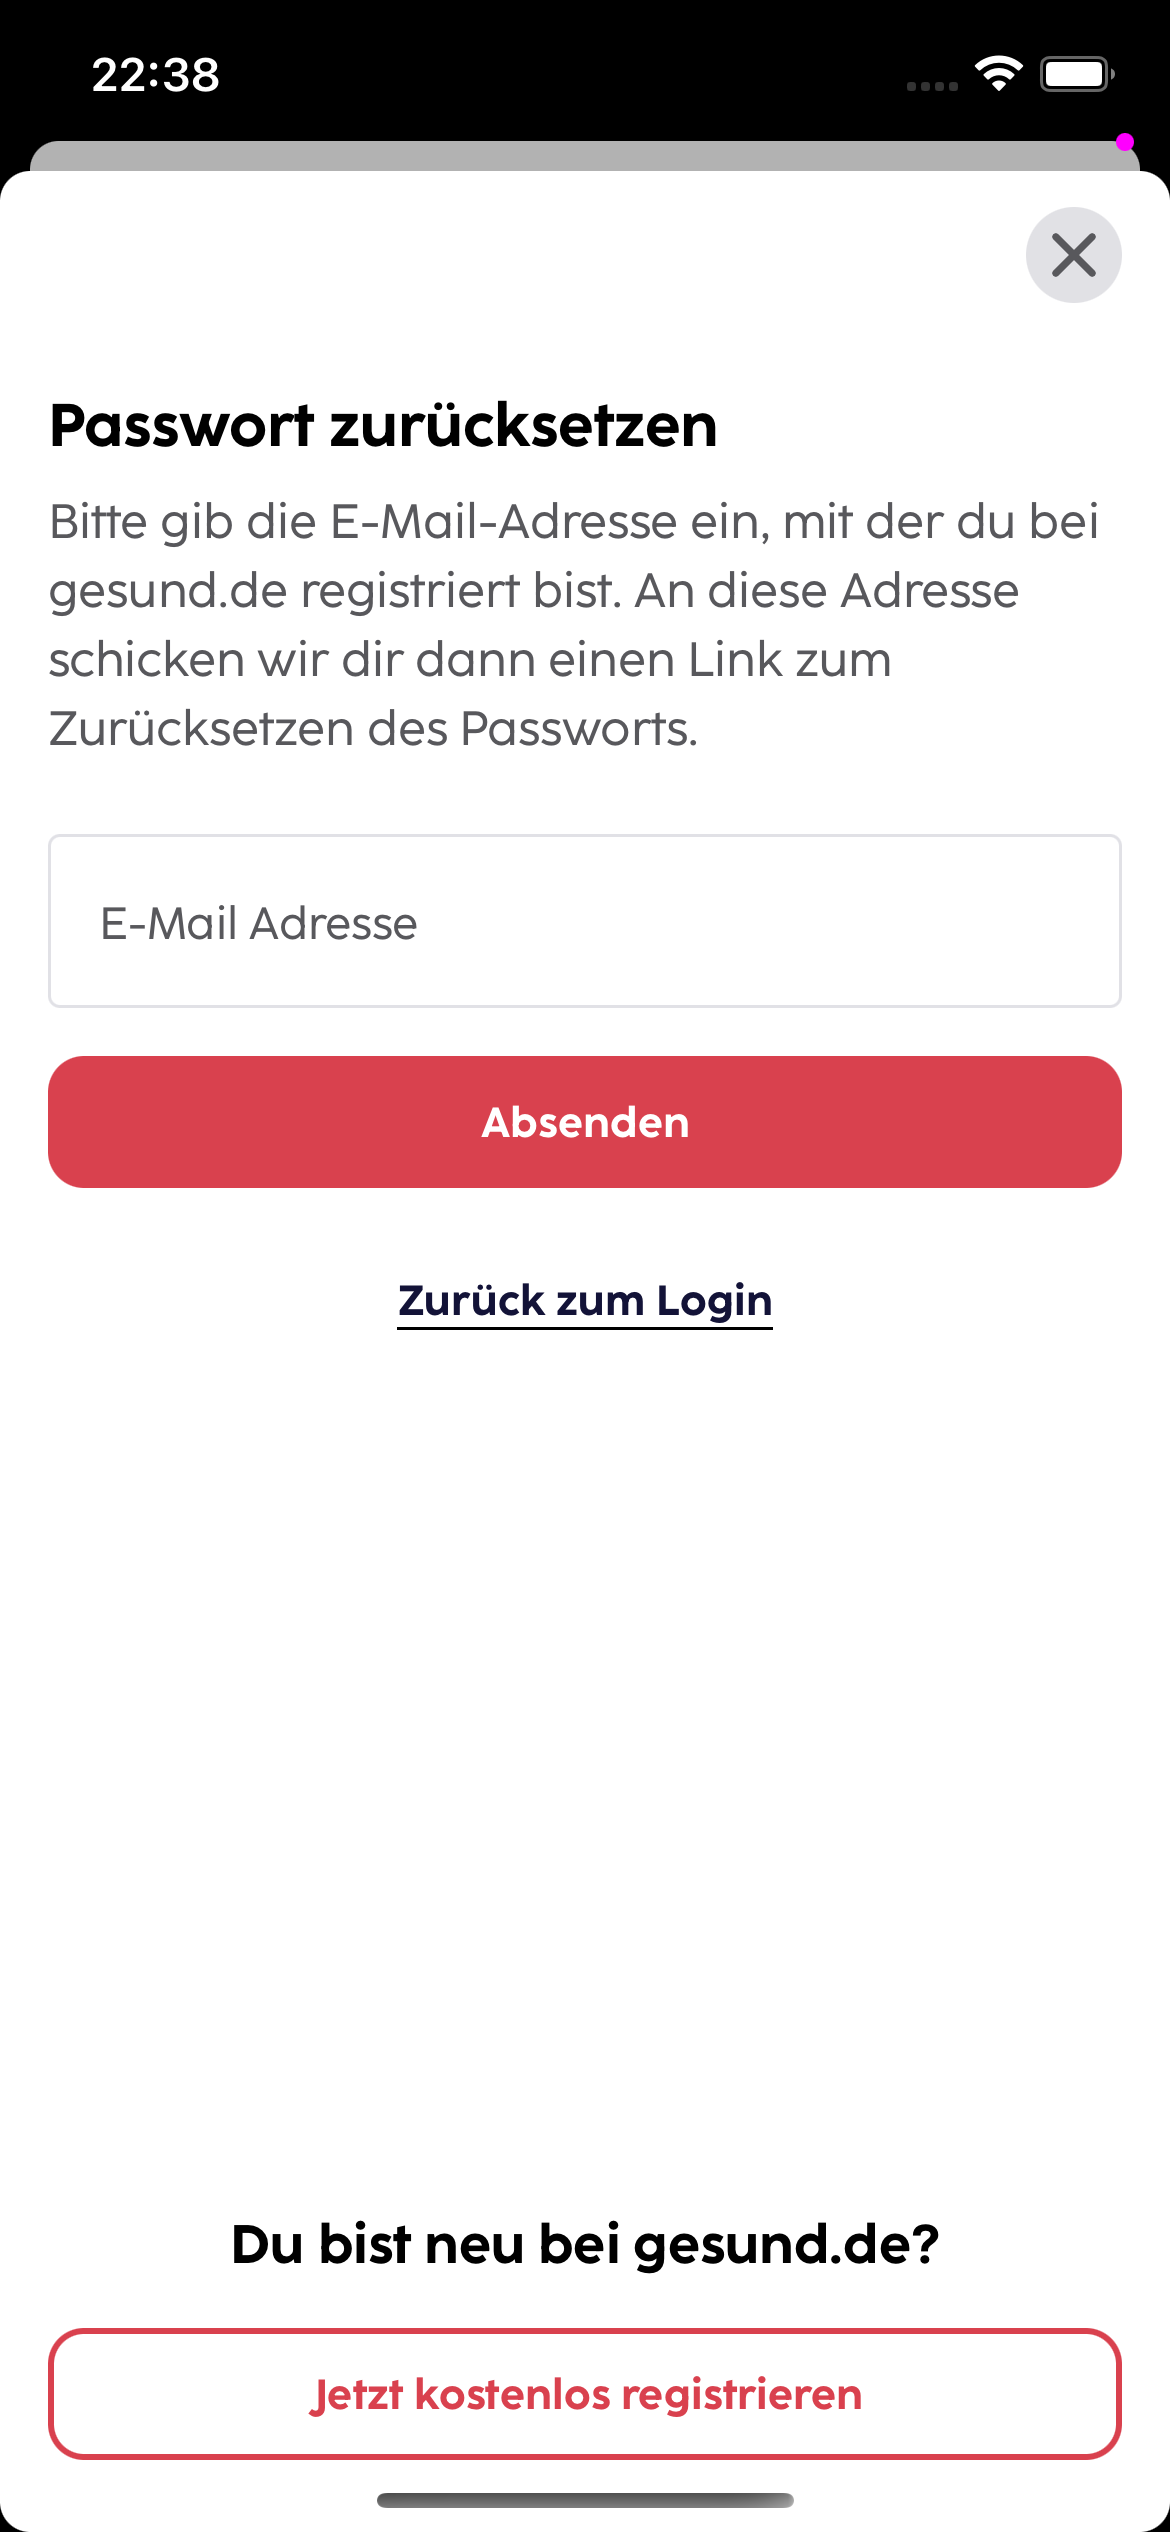 22:38
Passwort zurücksetzen
Bitte gib die E-Mail-Adresse ein, mit der du bei
gesund.de registriert bist. An diese Adresse
schicken wir dir dann einen Link zum
Zurücksetzen des Passworts.
E-Mail Adresse
Absenden
Zurück zum Login
Du bist neu bei gesund.de?
Jetzt kostenlos registrieren